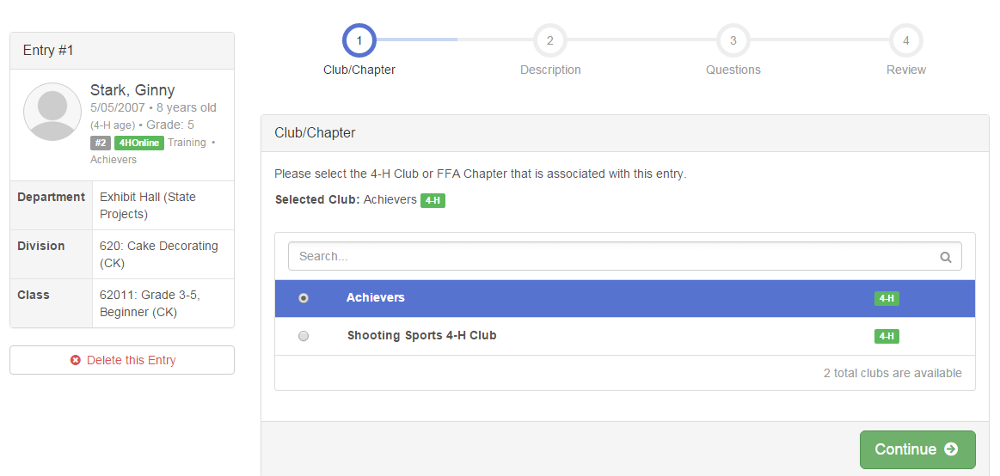 Entry #1
Stark, Ginny
5/05/2007 • 8 years old
(4-H age) • Grade: 5
#2 4HOnline Training •
Achievers
Department Exhibit Hall (State
Projects)
Division 620: Cake Decorating
(CK)
Class 62011: Grade 3-5,
Beginner (CK)
Delete this Entry
1 2 3 4
Club/Chapter Description Questions Review
Club/Chapter
Please select the 4-H Club or FFA Chapter that is associated with this entry.
Selected Club: Achievers 4-H
Search...
Achievers 4-H
Shooting Sports 4-H Club 4-H
2 total clubs are available
Continue